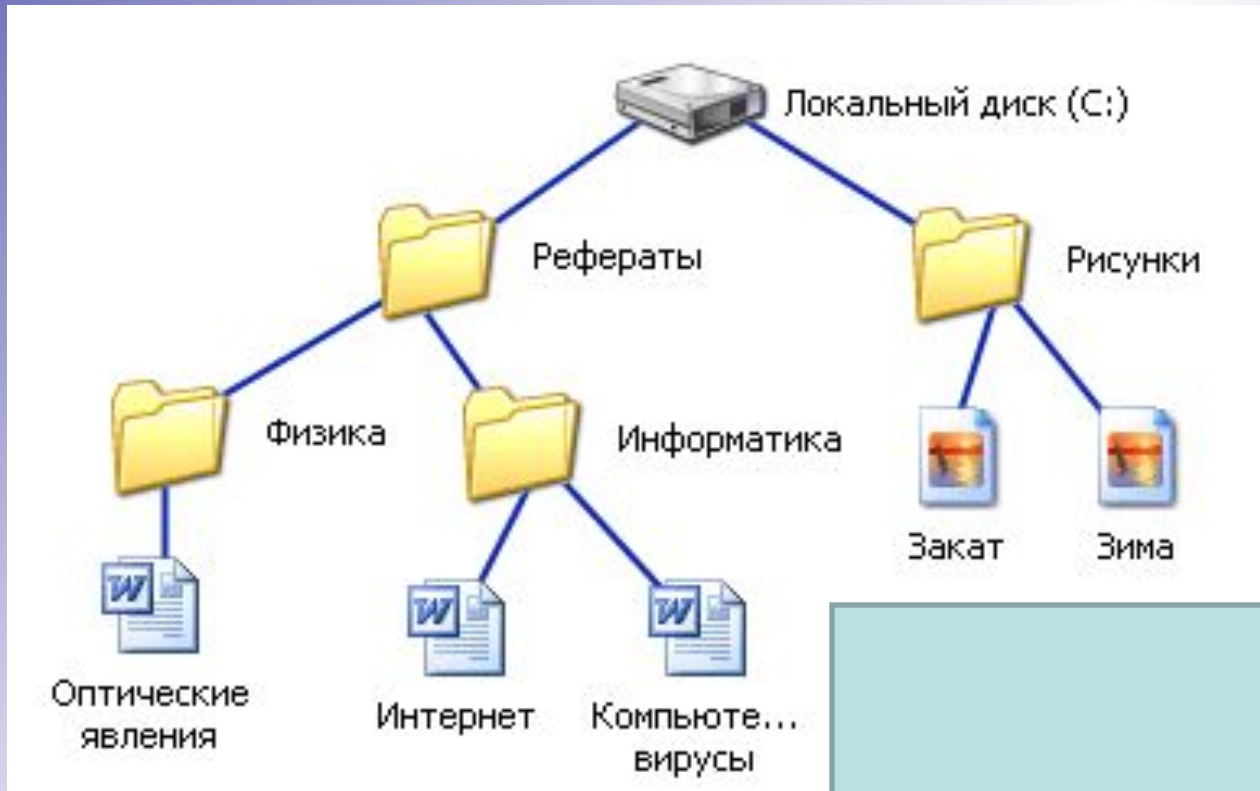 Локальный диск (C:)
Рефераты
Рисунки
Физика
Информатика
Закат
Зима
Оптические
явления
Интернет
Компьюте...
вирусы